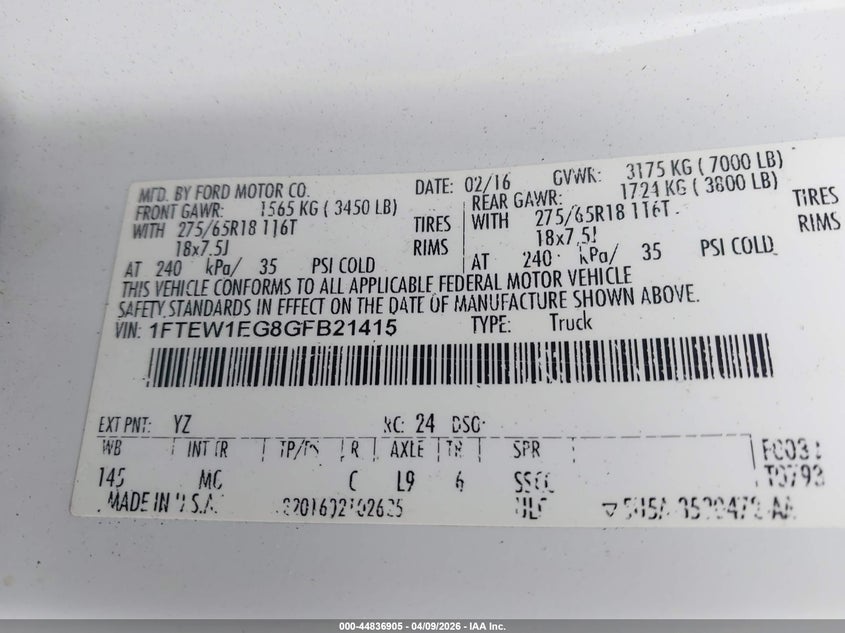 MFD. BY FORD MOTOR CO. DATE: 02/16 GVWR: 3175 KG ( 7000 LB)
FRONT GAWR: 1565 KG ( 3450 LB) REAR GAWR: 1724 KG ( 3800 LB)
WITH 275/65R18 116T TIRES WITH 275/65R18 116T TIRES
18x7.5J RIMS 18x7.5J RIMS
AT 240 kPa/ 35 PSI COLD AT 240 kPa/ 35 PSI COLD
THIS VEHICLE CONFORMS TO ALL APPLICABLE FEDERAL MOTOR VEHICLE
SAFETY STANDARDS IN EFFECT ON THE DATE OF MANUFACTURE SHOWN ABOVE.
VIN: 1FTEW1EG8GFB21415 TYPE: Truck
EXT PNT: YZ RC: 24 DSO:
WB INT TR TP/PS R AXLE TR SPR
145 MC C L9 6
MADE IN U.S.A.
000-44836905 - 04/09/2026 - IAA Inc.